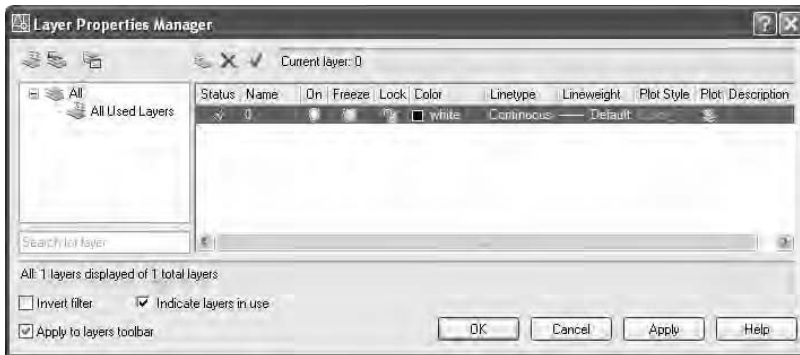 Layer Properties Manager
Current layer: 0
All
All Used Layers
Status Name On Freeze Lock Color Linetype Lineweight Plot Style Plot Description
0 white Continuous Default
Search for layer
All: 1 layers displayed of 1 total layers
Invert filter Indicate layers in use
Apply to layers toolbar
OK Cancel Apply Help